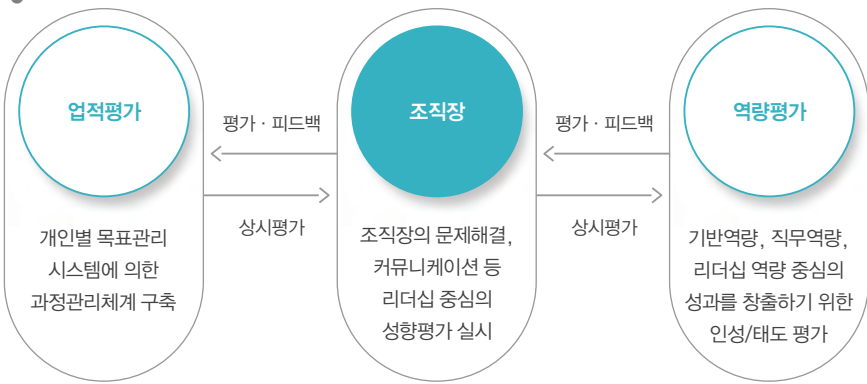 업적평가
개인별 목표관리
시스템에 의한
과정관리체계 구축
평가 · 피드백
상시평가
조직장
조직장의 문제해결,
커뮤니케이션 등
리더십 중심의
성향평가 실시
평가 · 피드백
상시평가
역량평가
기반역량, 직무역량,
리더십 역량 중심의
성과를 창출하기 위한
인성/태도 평가